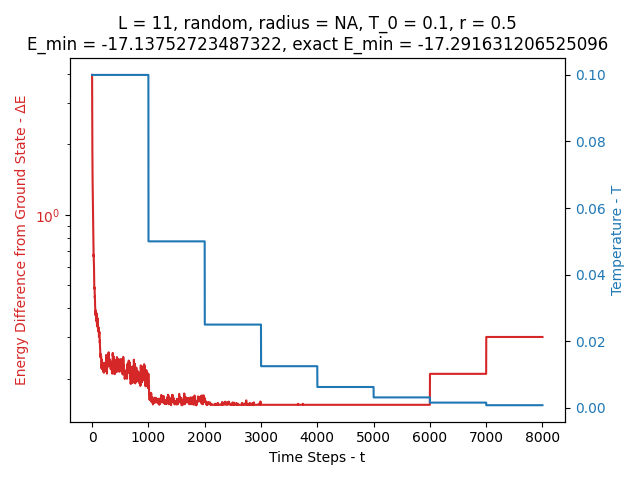 L = 11, random, radius = NA, T_0 = 0.1, r = 0.5
E_min = -17.13752723487322, exact E_min = -17.291631206525096
Energy Difference from Ground State - ΔE
10^0
0.10
0.08
0.06
0.04
0.02
0.00
Temperature - T
0 1000 2000 3000 4000 5000 6000 7000 8000
Time Steps - t